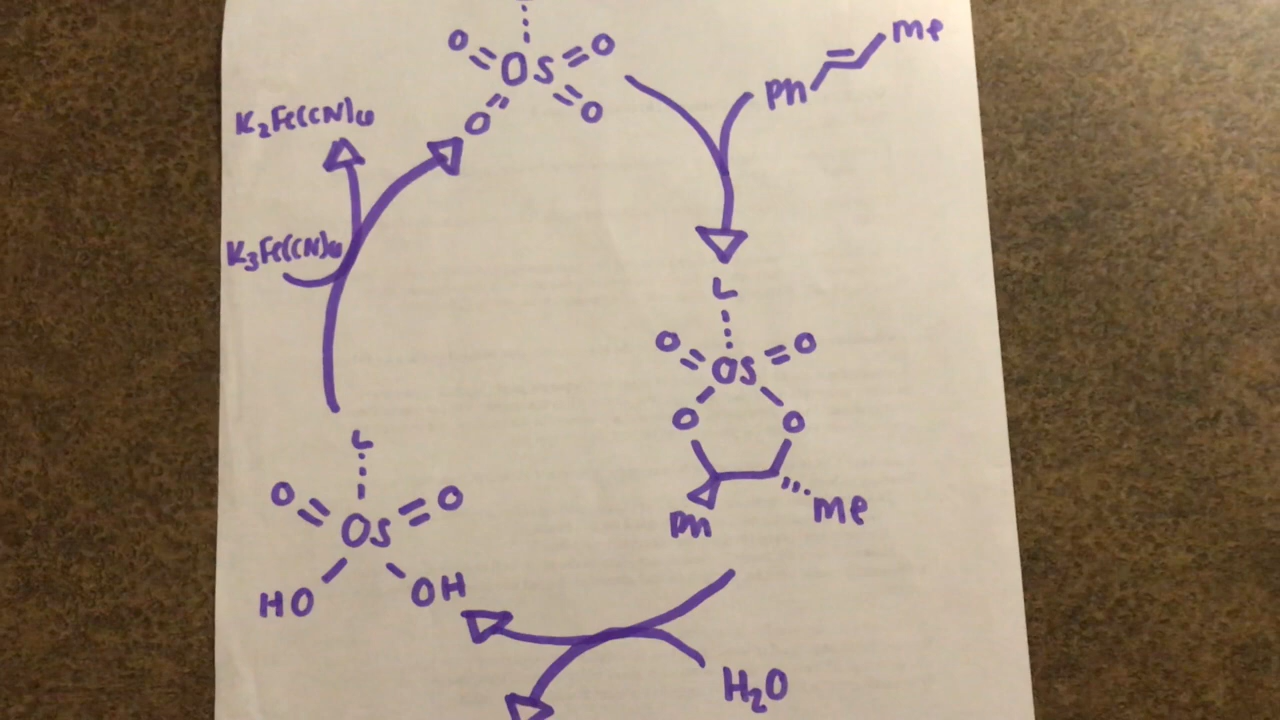 O O
Os
O O
Ph Me
K2Fe(CN)6
K3Fe(CN)6
L
O O
Os
O O
Ph Me
L
O O
Os
HO OH
H2O